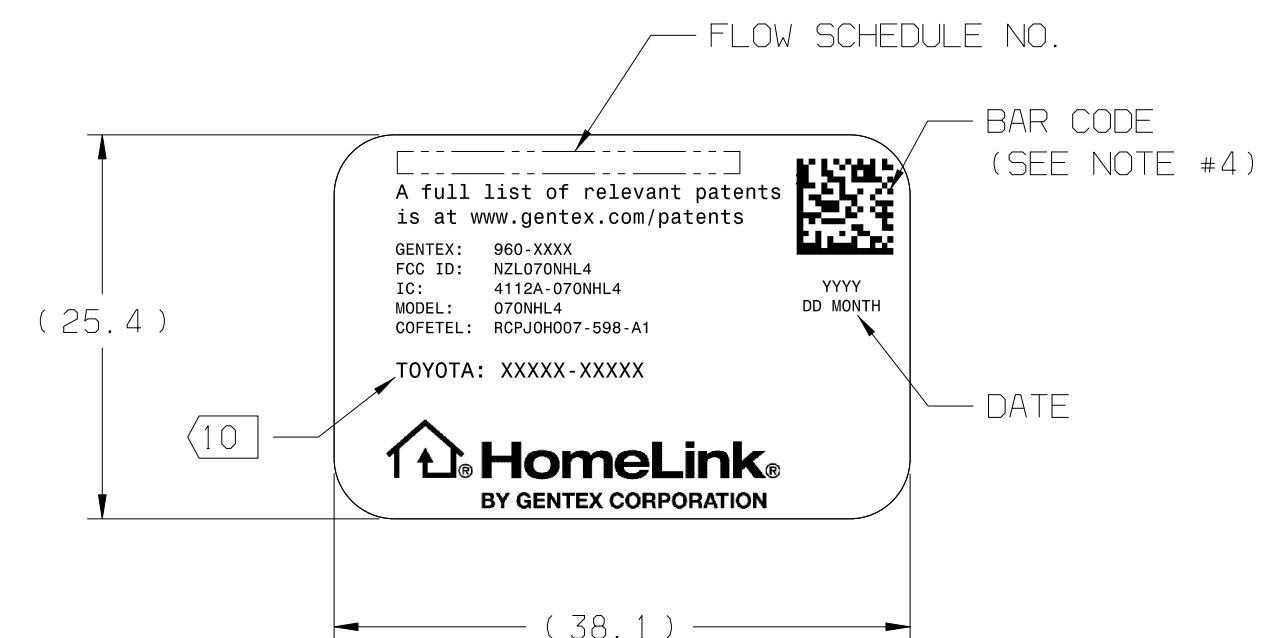 FLOW SCHEDULE NO.
BAR CODE
(SEE NOTE #4)
A full list of relevant patents
is at www.gentex.com/patents
GENTEX: 960-XXXX
FCC ID: NZL070NHL4
IC: 4112A-070NHL4
MODEL: 070NHL4
COFETEL: RCPJOH007-598-A1
YYYY
DD MONTH
(25.4)
TOYOTA: XXXXX-XXXXX
DATE
10
HomeLink®
BY GENTEX CORPORATION
(38.1)